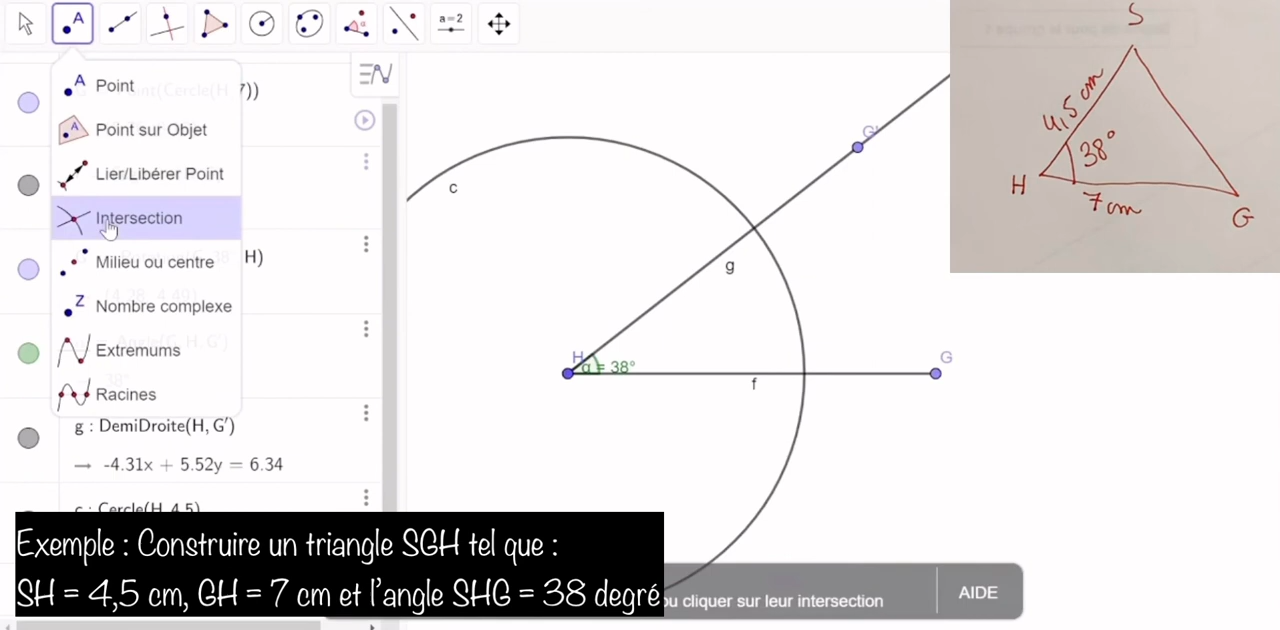 A
a=2
Point
7))
Point sur Objet
Lier/Libérer Point
Intersection
H)
Milieu ou centre
Nombre complexe
Extremums
Racines
g : DemiDroite(H, G′)
→ -4.31x + 5.52y = 6.34
c : Cercle(H, 4.5)
c
G'
g
H
α = 38°
f
G
S
4,5 cm
38°
H
7 cm
G
Exemple : Construire un triangle SGH tel que :
SH = 4,5 cm, GH = 7 cm et l'angle SHG = 38 degré
ou cliquer sur leur intersection
AIDE